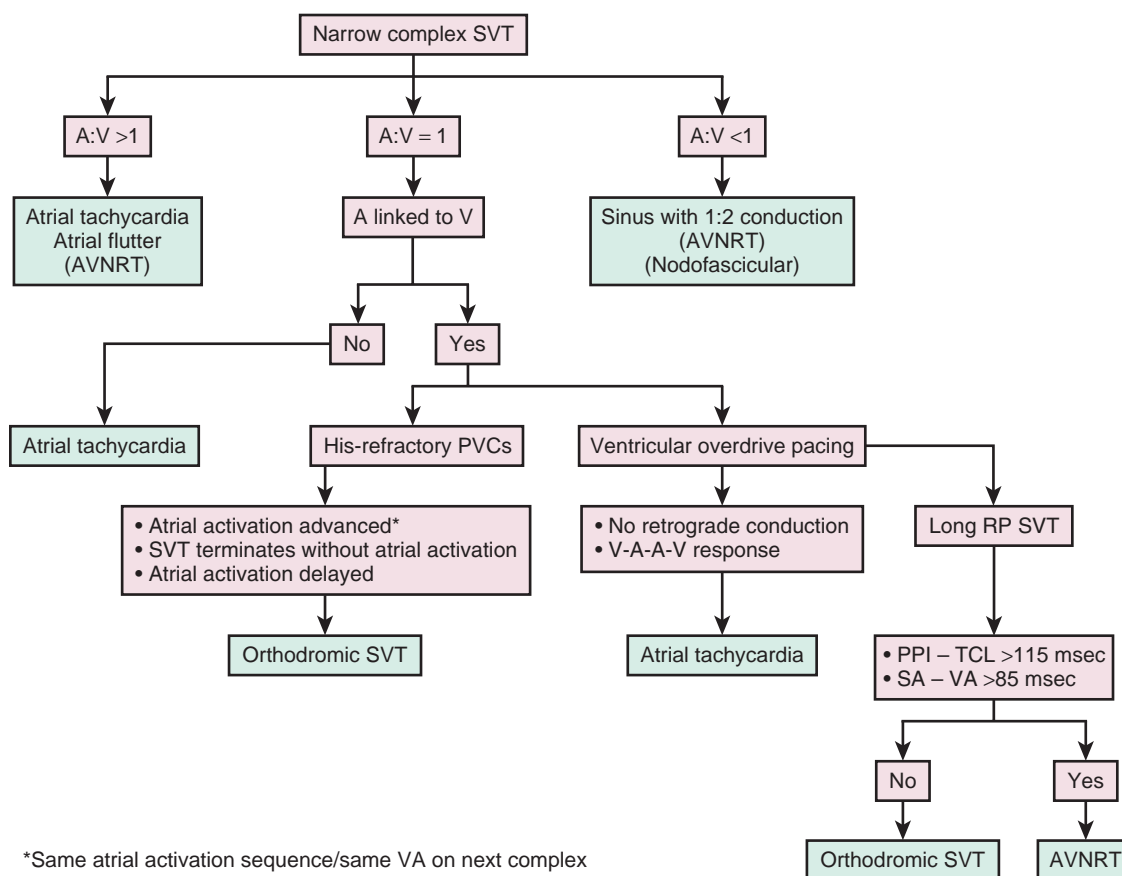 Narrow complex SVT
A:V >1
A:V = 1
A:V <1
Atrial tachycardia
Atrial flutter
(AVNRT)
A linked to V
Sinus with 1:2 conduction
(AVNRT)
(Nodofascicular)
No
Yes
Atrial tachycardia
His-refractory PVCs
Ventricular overdrive pacing
• Atrial activation advanced*
• SVT terminates without atrial activation
• Atrial activation delayed
• No retrograde conduction
• V-A-A-V response
Long RP SVT
Orthodromic SVT
Atrial tachycardia
• PPI – TCL >115 msec
• SA – VA >85 msec
No
Yes
Orthodromic SVT
AVNRT
*Same atrial activation sequence/same VA on next complex